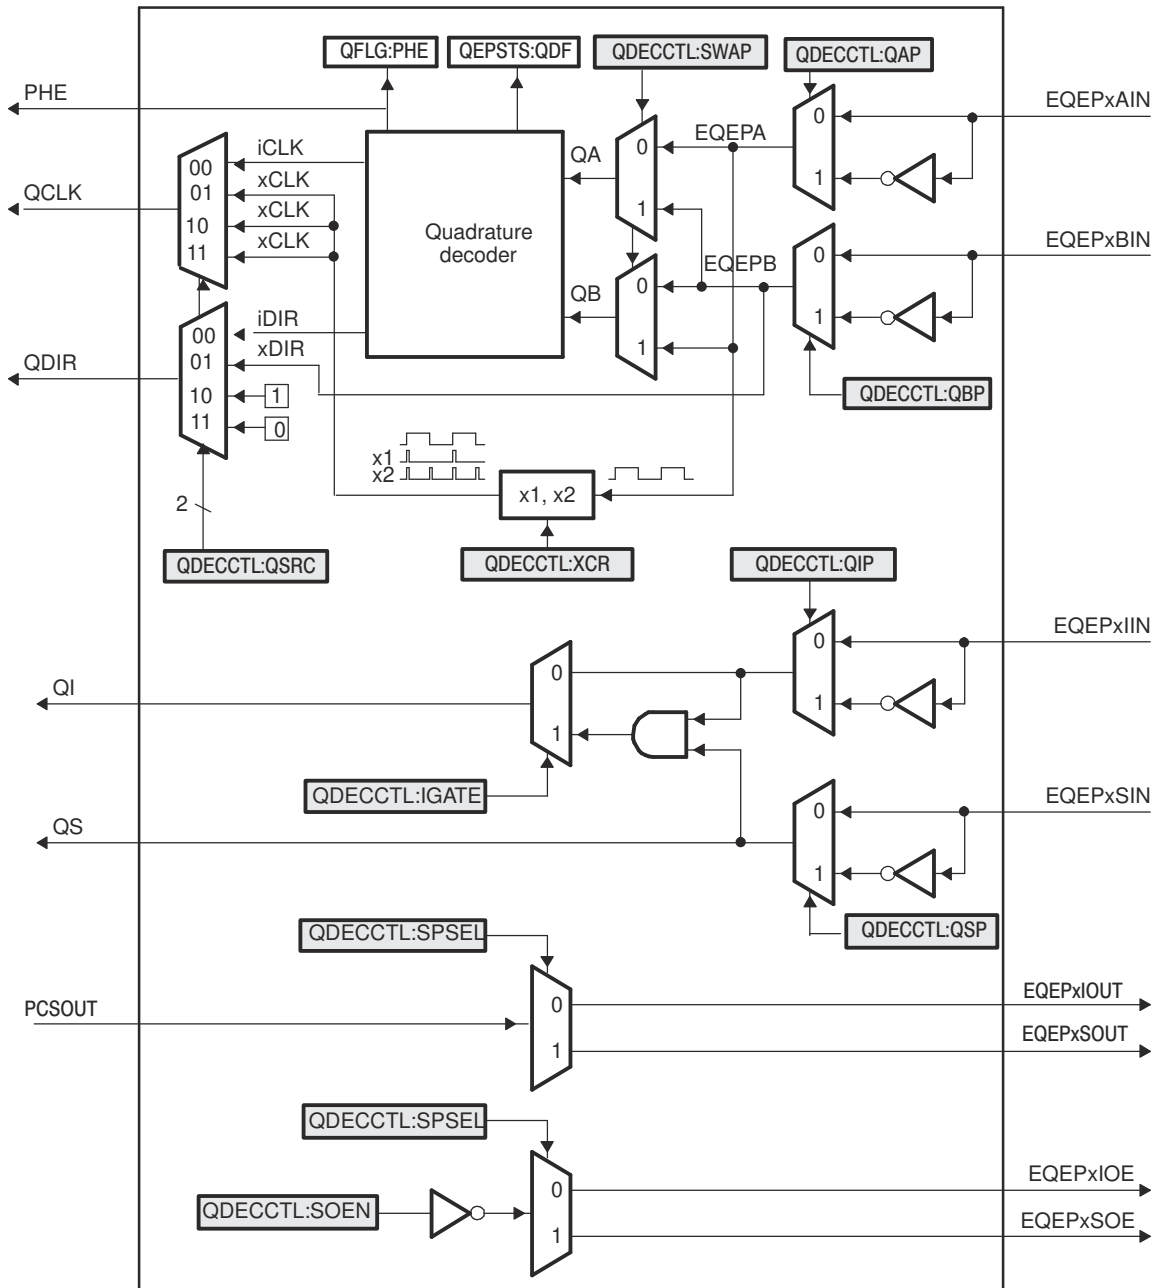 QFLG:PHE
QEPSTS:QDF
QDECCTL:SWAP
QDECCTL:QAP
PHE
EQEPxAIN
0
EQEPA
0
QA
iCLK
00
xCLK
01
QCLK
xCLK
10
xCLK
11
1
1
Quadrature
decoder
EQEPxBIN
0
EQEPB
0
QB
iDIR
00
xDIR
01
QDIR
10
1
11
0
1
1
QDECCTL:QBP
x1
x2
x1, x2
2
QDECCTL:QSRC
QDECCTL:XCR
QDECCTL:QIP
EQEPxIIN
0
1
QI
0
1
QDECCTL:IGATE
EQEPxSIN
0
1
QS
QDECCTL:QSP
QDECCTL:SPSEL
PCSOUT
0
1
EQEPxIOUT
EQEPxSOUT
QDECCTL:SPSEL
QDECCTL:SOEN
0
1
EQEPxIOE
EQEPxSOE